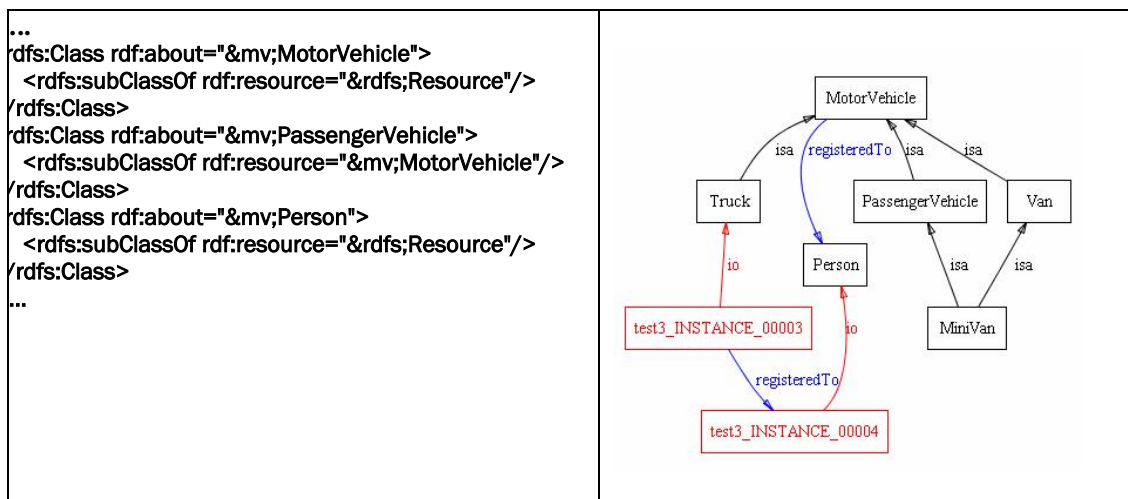 ...
rdfs:Class rdf:about="&mv;MotorVehicle">
<rdfs:subClassOf rdf:resource="&rdfs;Resource"/>
/rdfs:Class>
rdfs:Class rdf:about="&mv;PassengerVehicle">
<rdfs:subClassOf rdf:resource="&mv;MotorVehicle"/>
/rdfs:Class>
rdfs:Class rdf:about="&mv;Person">
<rdfs:subClassOf rdf:resource="&rdfs;Resource"/>
/rdfs:Class>
...
MotorVehicle
isa registeredTo isa isa
Truck PassengerVehicle Van
Person
io isa isa
test3_INSTANCE_00003 io MiniVan
registeredTo
test3_INSTANCE_00004